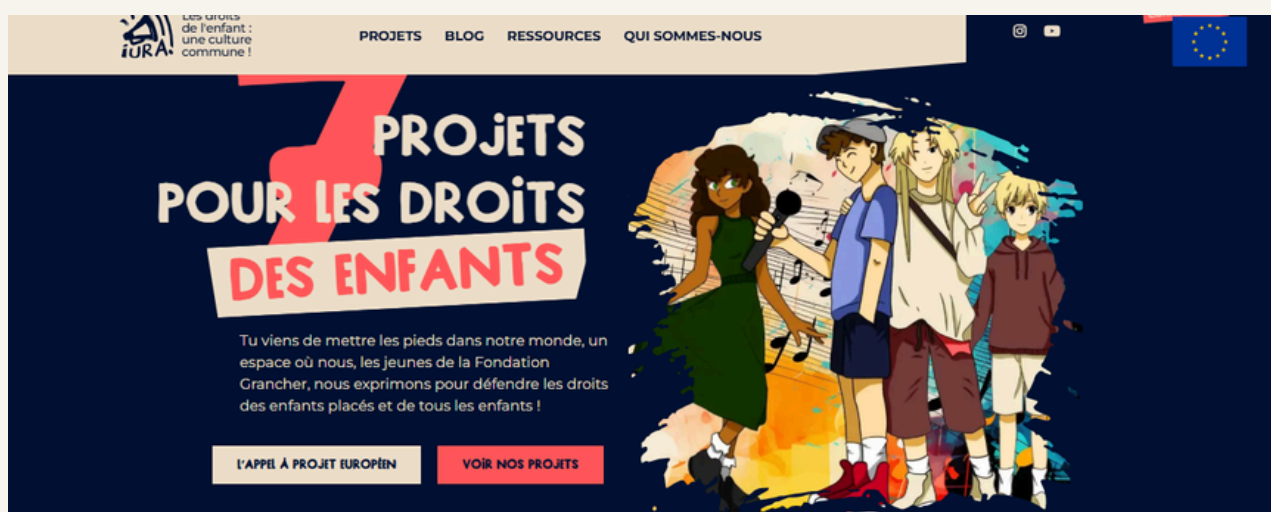 Les droits
de l'enfant :
une culture
commune !
iURA.
PROJETS BLOG RESSOURCES QUI SOMMES-NOUS
7
PROJETS
POUR LES DROITS
DES ENFANTS
Tu viens de mettre les pieds dans notre monde, un
espace où nous, les jeunes de la Fondation
Grancher, nous exprimons pour défendre les droits
des enfants placés et de tous les enfants !
L'APPEL À PROJET EUROPÉEN VOIR NOS PROJETS